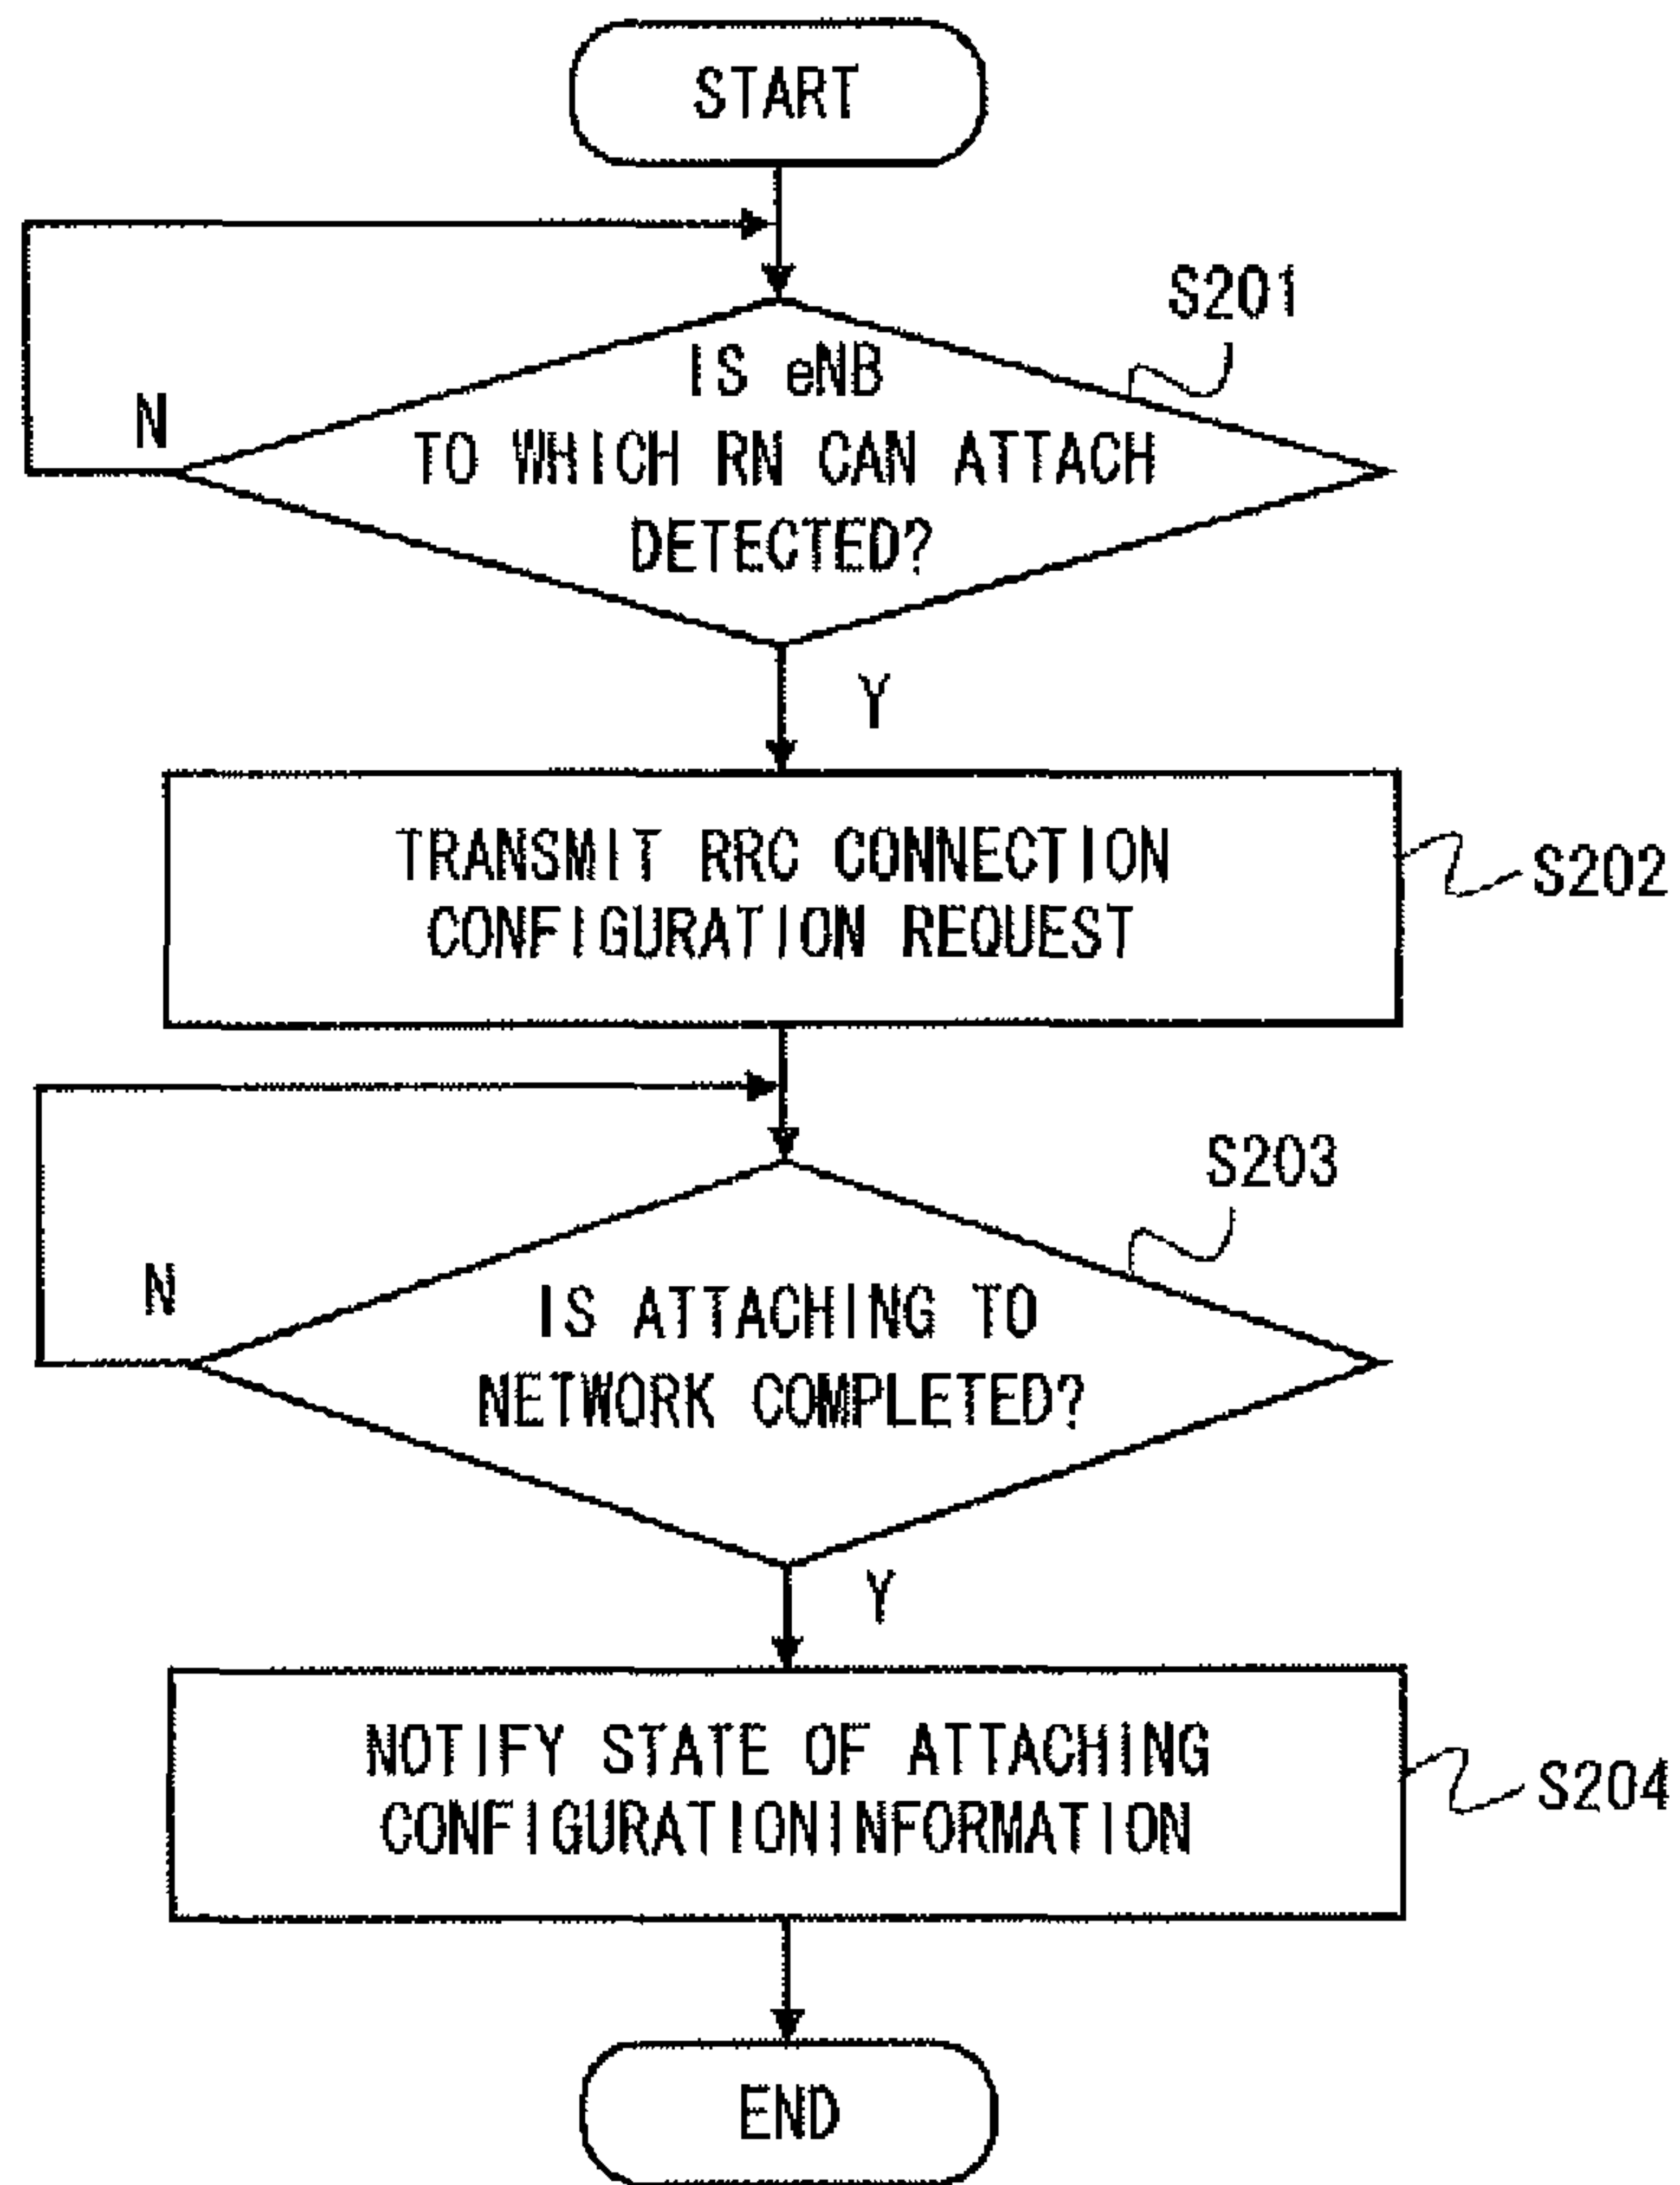 START
S201
IS eNB
TO WHICH RN CAN ATTACH
DETECTED?
N
Y
TRANSMIT RRC CONNECTION
CONFIGURATION REQUEST
S202
S203
N
IS ATTACHING TO
NETWORK COMPLETED?
Y
NOTIFY STATE OF ATTACHING
CONFIGURATIONINFORMATION
S204
END